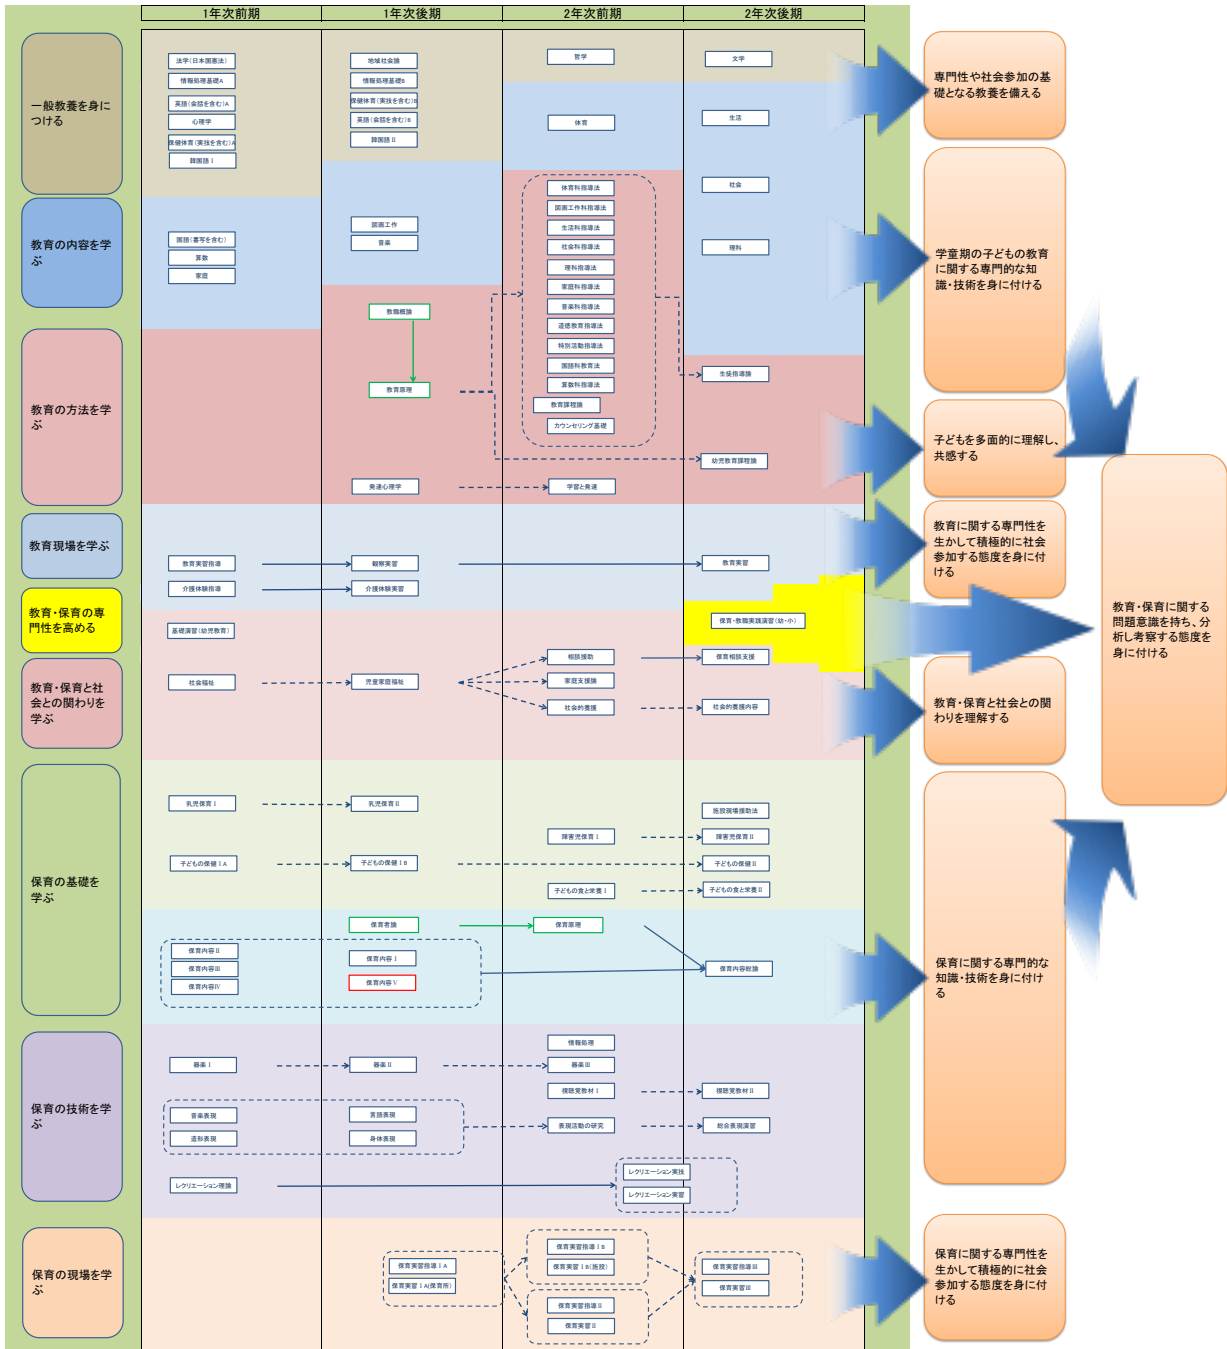 1年次前期
1年次後期
2年次前期
2年次後期
一般教養を身に
つける
法学(日本国憲法)
情報処理基礎A
英語(会話を含む)A
心理学
保健体育(実技を含む)A
韓国語Ⅰ
地域社会論
情報処理基礎B
保健体育(実技を含む)B
英語(会話を含む)B
韓国語Ⅱ
哲学
体育
文学
生活
社会
理科
専門性や社会参加の基
礎となる教養を備える
教育の内容を学
ぶ
国語(書写を含む)
算数
家庭
図画工作
音楽
学童期の子どもの教育
に関する専門的な知
識・技術を身に付ける
教育の方法を学
ぶ
教職概論
教育原理
発達心理学
体育科指導法
図画工作科指導法
生活科指導法
社会科指導法
理科指導法
家庭科指導法
音楽科指導法
道徳教育指導法
特別活動指導法
国語科教育法
算数科指導法
教育課程論
カウンセリング基礎
学習と発達
生徒指導論
幼児教育課程論
子どもを多面的に理解し、
共感する
教育現場を学ぶ
教育実習指導
介護体験指導
観察実習
介護体験実習
教育実習
教育に関する専門性を
生かして積極的に社会
参加する態度を身に付
ける
教育・保育の専
門性を高める
基礎演習(幼児教育)
保育・教職実践演習(幼・小)
教育・保育に関する
問題意識を持ち、分
析し考察する態度を
身に付ける
教育・保育と社
会との関わりを
学ぶ
社会福祉
児童家庭福祉
相談援助
家庭支援論
社会的養護
保育相談支援
社会的養護内容
教育・保育と社会との関
わりを理解する
保育の基礎を
学ぶ
乳児保育Ⅰ
乳児保育Ⅱ
施設現場援助法
障害児保育Ⅰ
障害児保育Ⅱ
子どもの保健ⅠA
子どもの保健ⅠB
子どもの保健Ⅱ
子どもの食と栄養Ⅰ
子どもの食と栄養Ⅱ
保育者論
保育原理
保育内容Ⅱ
保育内容Ⅲ
保育内容Ⅳ
保育内容Ⅰ
保育内容Ⅴ
保育内容総論
保育に関する専門的な
知識・技術を身に付け
る
保育の技術を学
ぶ
情報処理
器楽Ⅰ
器楽Ⅱ
器楽Ⅲ
視聴覚教材Ⅰ
視聴覚教材Ⅱ
音楽表現
造形表現
言語表現
身体表現
表現活動の研究
総合表現演習
レクリエーション理論
レクリエーション実技
レクリエーション実習
保育の現場を学
ぶ
保育実習指導ⅠA
保育実習ⅠA(保育所)
保育実習指導ⅠB
保育実習ⅠB(施設)
保育実習指導Ⅱ
保育実習Ⅱ
保育実習指導Ⅲ
保育実習Ⅲ
保育に関する専門性を
生かして積極的に社会
参加する態度を身に付
ける